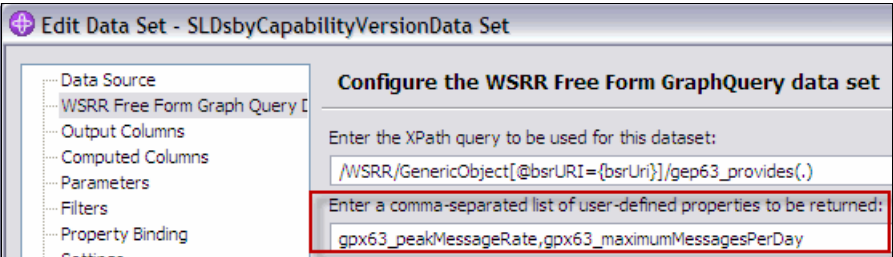 Edit Data Set - SLDsbyCapabilityVersionData Set
Data Source
WSRR Free Form Graph Query D
Output Columns
Computed Columns
Parameters
Filters
Property Binding
Settings
Configure the WSRR Free Form GraphQuery data set
Enter the XPath query to be used for this dataset:
/WSRR/GenericObject[@bsrURI={bsrUri}]/gep63_provides(.)
Enter a comma-separated list of user-defined properties to be returned:
gpx63_peakMessageRate,gpx63_maximumMessagesPerDay